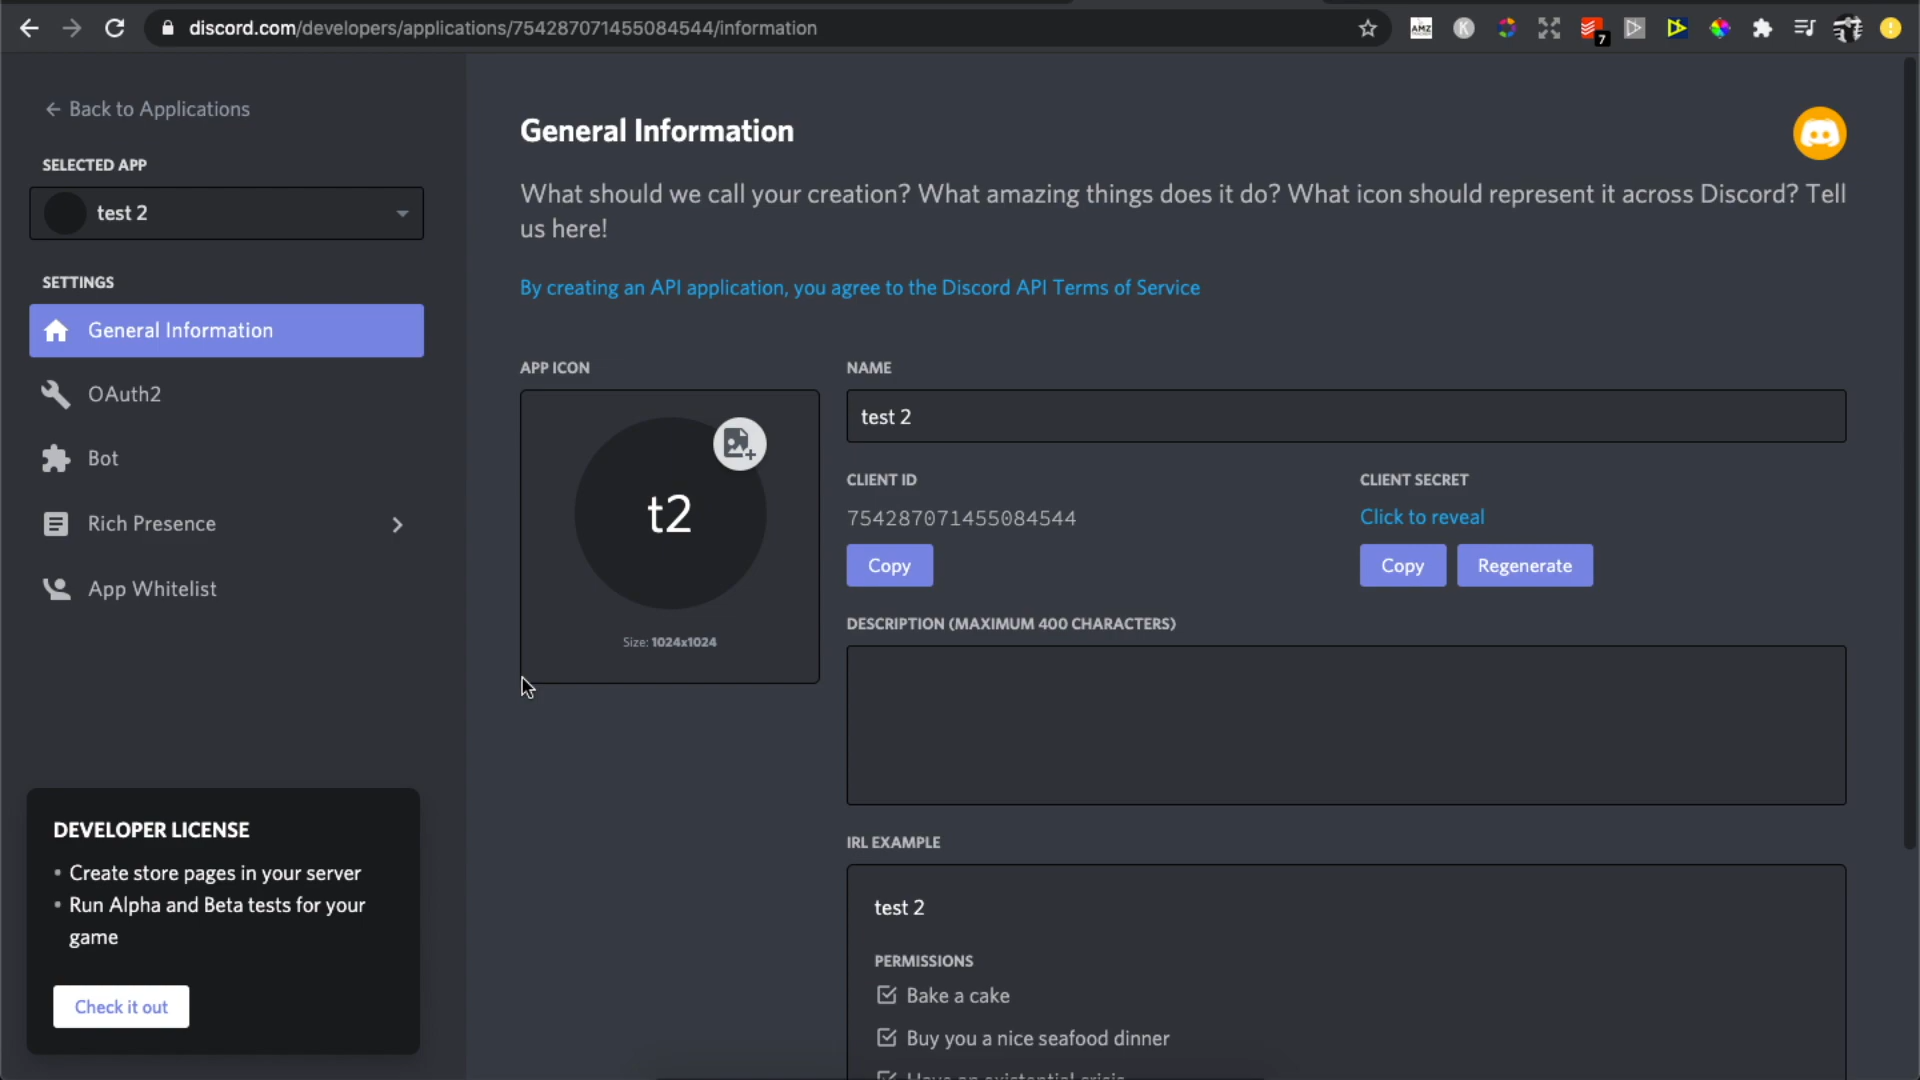 discord.com/developers/applications/754287071455084544/information
AMZ
K
7
← Back to Applications
SELECTED APP
test 2
SETTINGS
General Information
OAuth2
Bot
Rich Presence
App Whitelist
DEVELOPER LICENSE
• Create store pages in your server
• Run Alpha and Beta tests for your
game
Check it out
General Information
What should we call your creation? What amazing things does it do? What icon should represent it across Discord? Tell
us here!
By creating an API application, you agree to the Discord API Terms of Service
APP ICON
t2
Size: 1024x1024
NAME
test 2
CLIENT ID
754287071455084544
Copy
CLIENT SECRET
Click to reveal
Copy
Regenerate
DESCRIPTION (MAXIMUM 400 CHARACTERS)
IRL EXAMPLE
test 2
PERMISSIONS
Bake a cake
Buy you a nice seafood dinner
Have an existential crisis